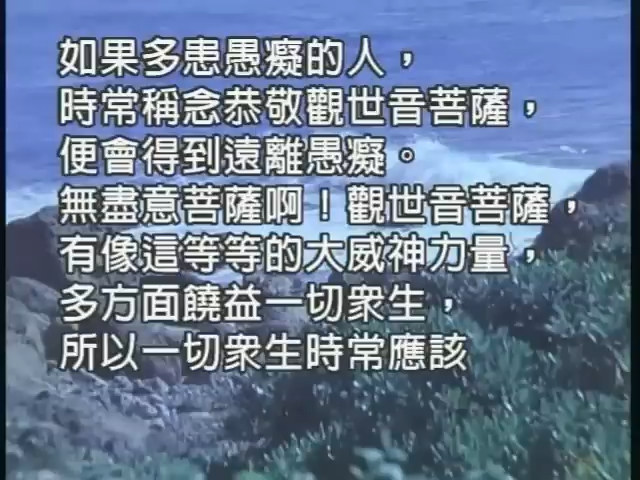 如果多患愚癡的人，
時常稱念恭敬觀世音菩薩，
便會得到遠離愚癡。
無盡意菩薩啊！觀世音菩薩，
有像這等等的大威神力量，
多方面饒益一切衆生，
所以一切衆生時常應該